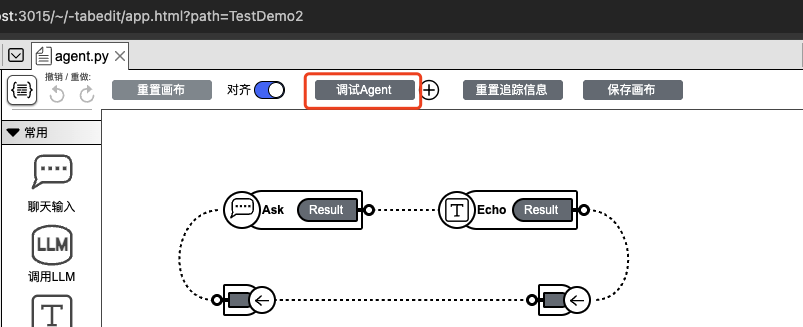 ost:3015/~/-tabedit/app.html?path=TestDemo2
agent.py
撤销 / 重做:
重置画布
对齐
调试Agent
重置追踪信息
保存画布
常用
聊天输入
LLM
调用LLM
T
Ask
Result
T
Echo
Result